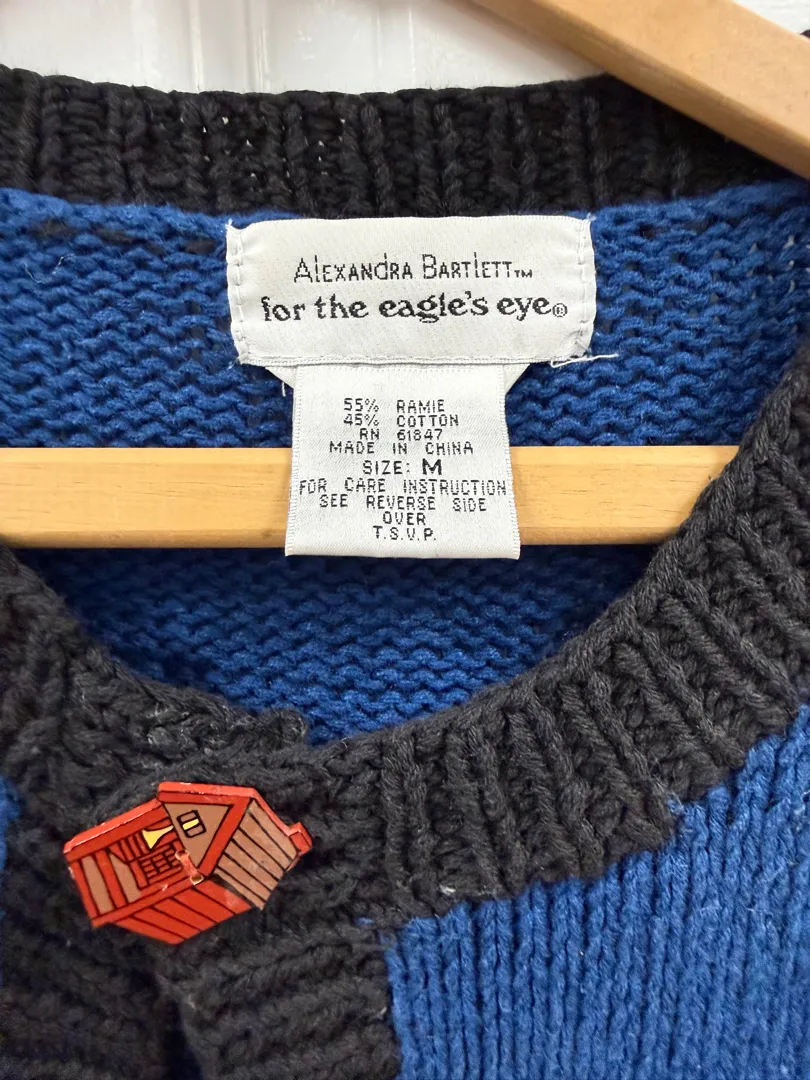 Alexandra Bartlett™
for the eagle's eye®
55% RAMIE
45% COTTON
RN 61847
MADE IN CHINA
SIZE: M
FOR CARE INSTRUCTION
SEE REVERSE SIDE
OVER
T.S.V.P.